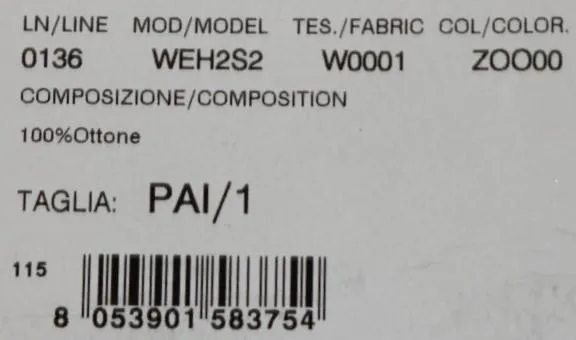 LN/LINE MOD/MODEL TES./FABRIC COL/COLOR.
0136 WEH2S2 W0001 ZOO00
COMPOSIZIONE/COMPOSITION
100%Ottone
TAGLIA: PAI/1
115
8 053901 583754